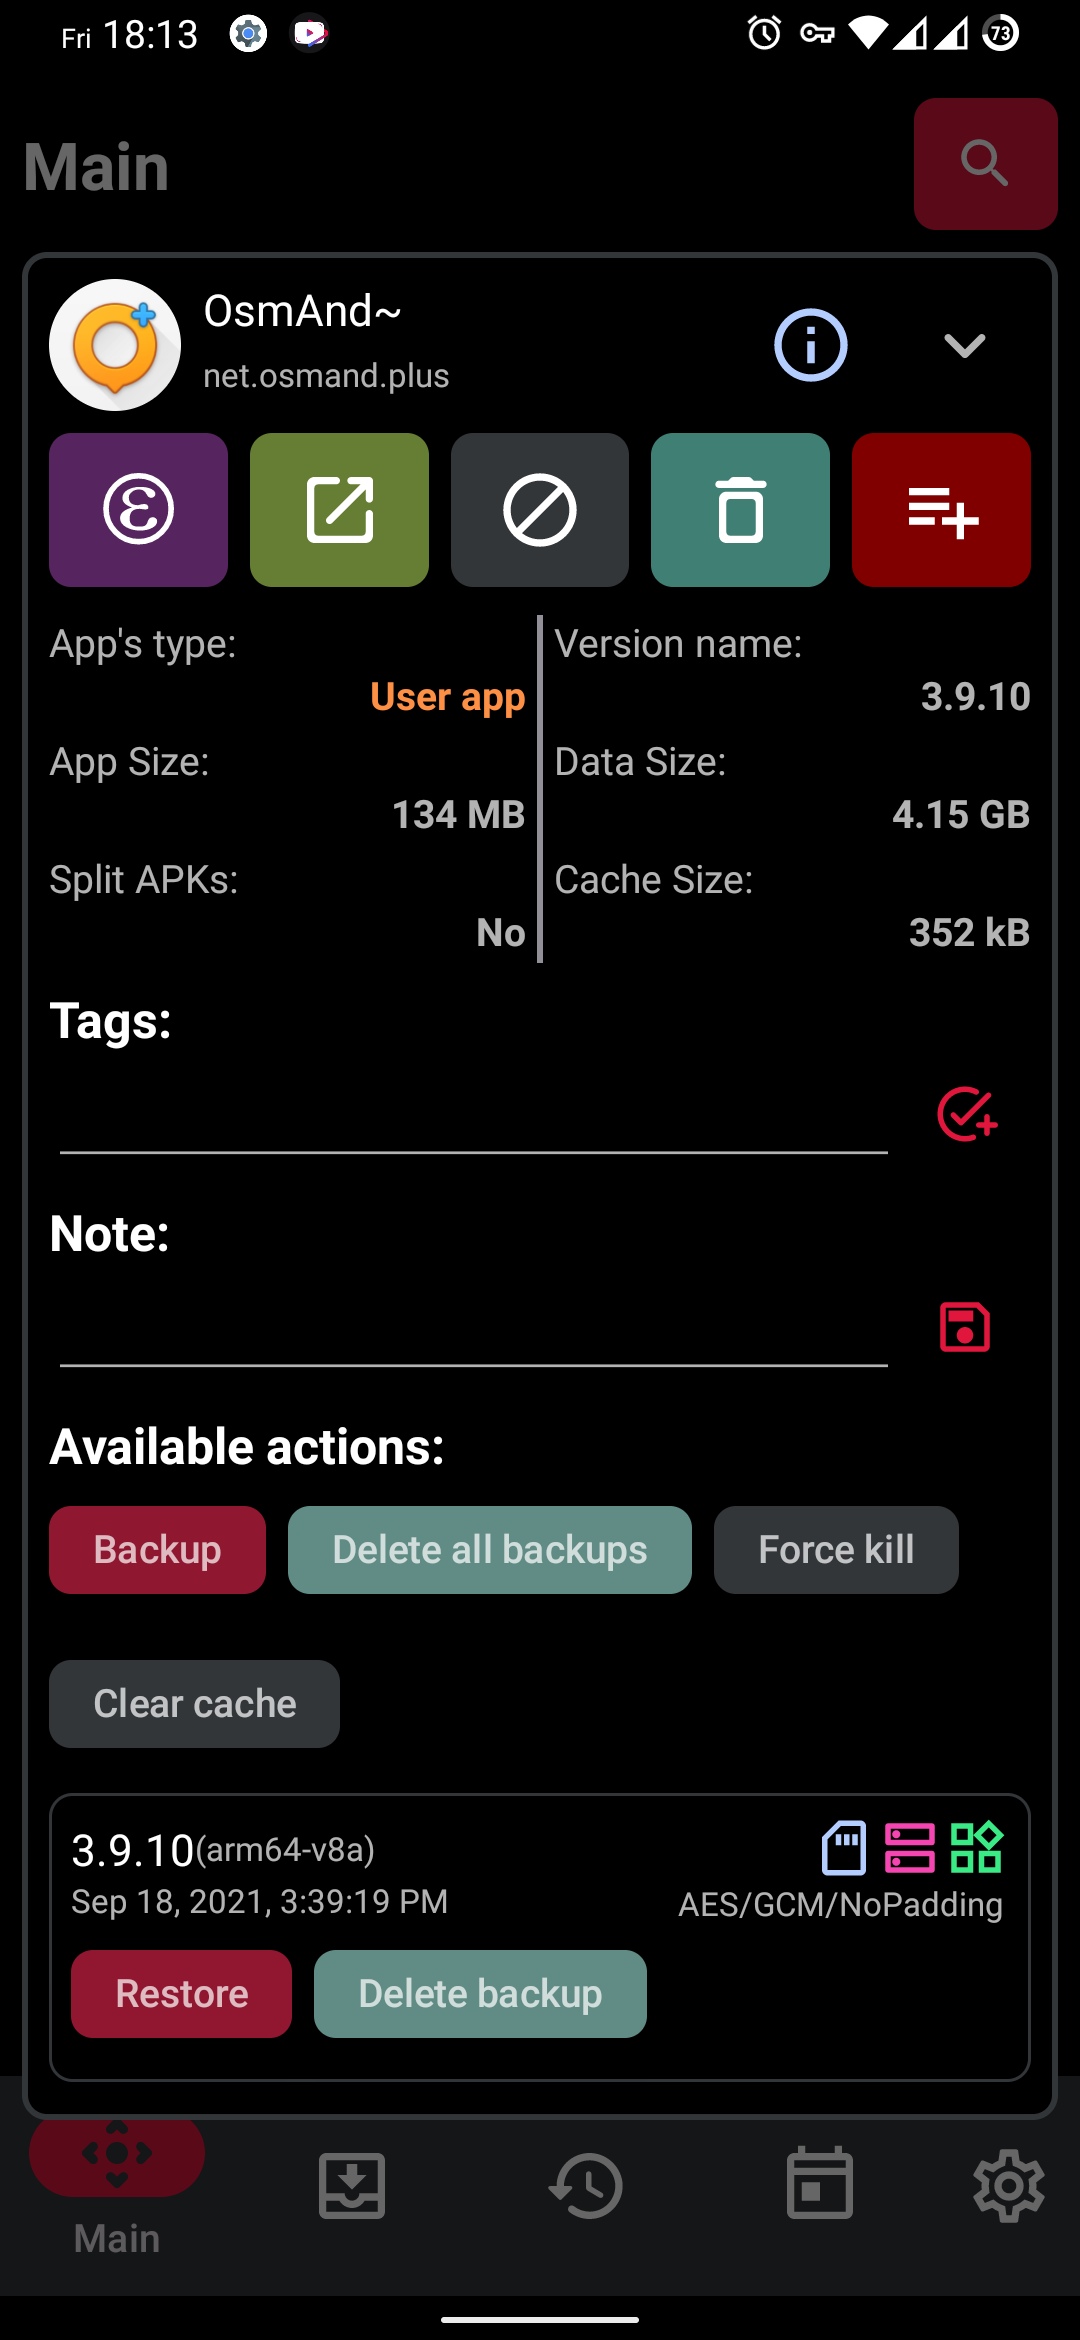 Fri 18:13
73
Main
OsmAnd~
net.osmand.plus
App's type:
User app
Version name:
3.9.10
App Size:
134 MB
Data Size:
4.15 GB
Split APKs:
No
Cache Size:
352 kB
Tags:
Note:
Available actions:
Backup
Delete all backups
Force kill
Clear cache
3.9.10(arm64-v8a)
Sep 18, 2021, 3:39:19 PM
AES/GCM/NoPadding
Restore
Delete backup
Main